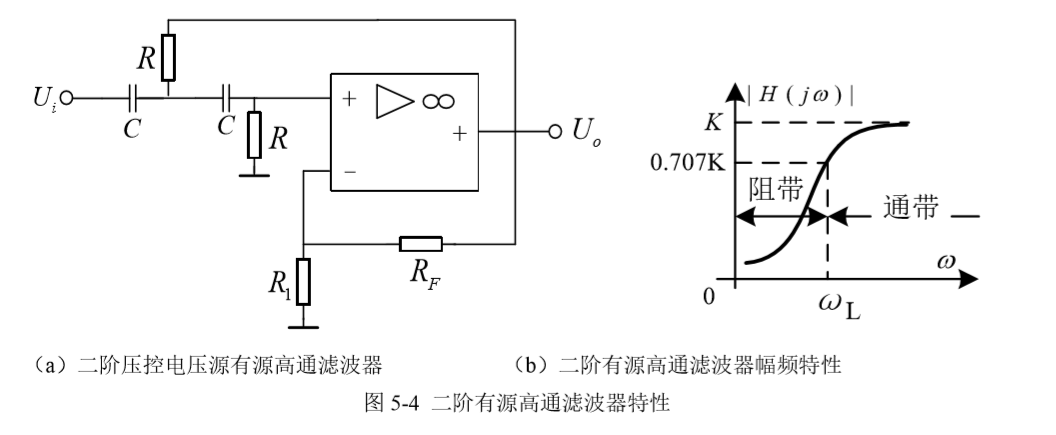 R
U_i
C
C
R
+
▷ ∞
−
+
U_o
R_F
R_1
|H(jω)|
K
0.707K
阻带
通带
ω
0
ω_L
（a）二阶压控电压源有源高通滤波器
（b）二阶有源高通滤波器幅频特性
图 5-4 二阶有源高通滤波器特性